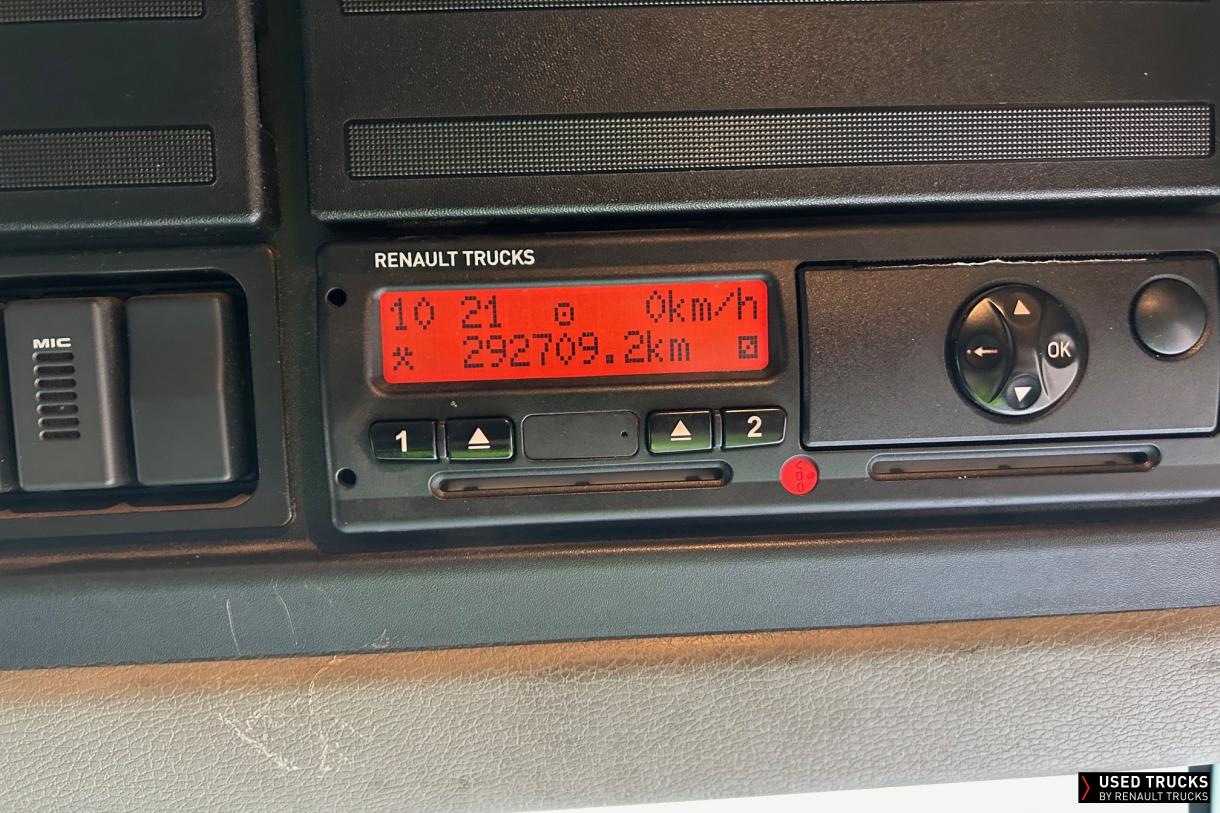 RENAULT TRUCKS
10 21 0km/h
292709.2km
MIC
1 2
OK
USED TRUCKS
BY RENAULT TRUCKS